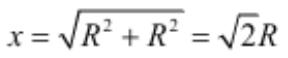 x = √(R² + R²) = √2R